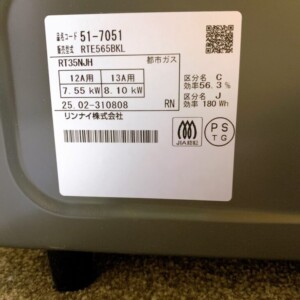 品名コード 51-7051
販売型式 RTE565BKL
RT35NJH 都市ガス
12A用 13A用
7.55 kW 8.10 kW
25.02-310808 RN
リンナイ株式会社
区分名 C
効率56.3%
区分名 J
効率 180 Wh
JIA認証
PS
TG